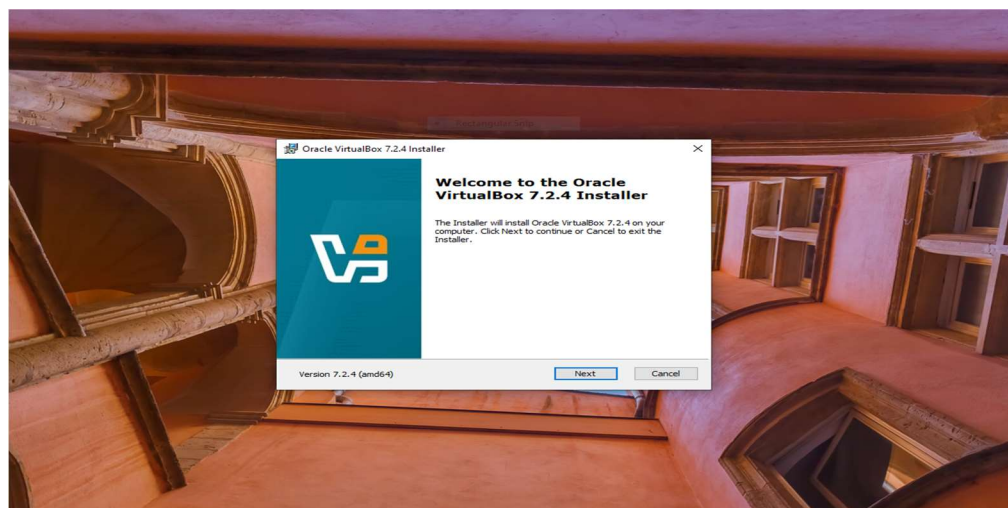 Rectangular Snip
Oracle VirtualBox 7.2.4 Installer
Welcome to the Oracle
VirtualBox 7.2.4 Installer
The Installer will install Oracle VirtualBox 7.2.4 on your
computer. Click Next to continue or Cancel to exit the
Installer.
Version 7.2.4 (amd64)
Next
Cancel